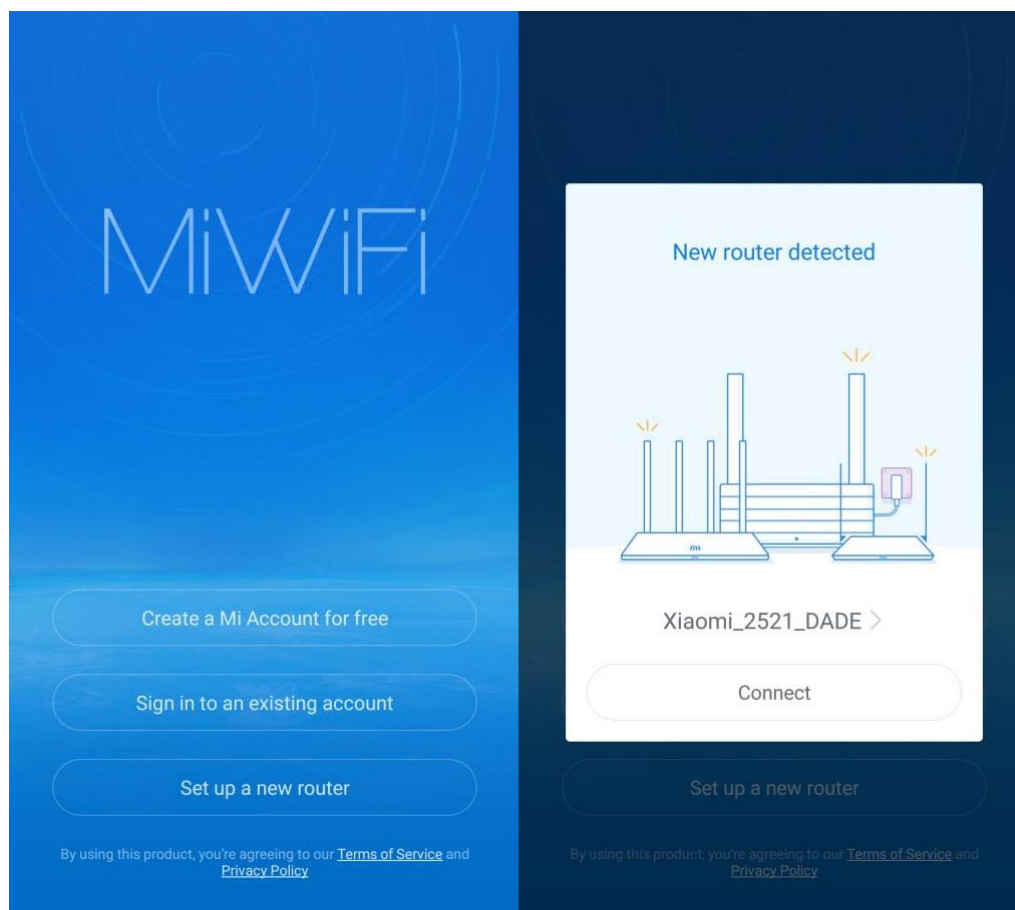 MiWiFi
Create a Mi Account for free
Sign in to an existing account
Set up a new router
By using this product, you're agreeing to our Terms of Service and
Privacy Policy
New router detected
Xiaomi_2521_DADE >
Connect
Set up a new router
By using this product, you're agreeing to our Terms of Service and
Privacy Policy